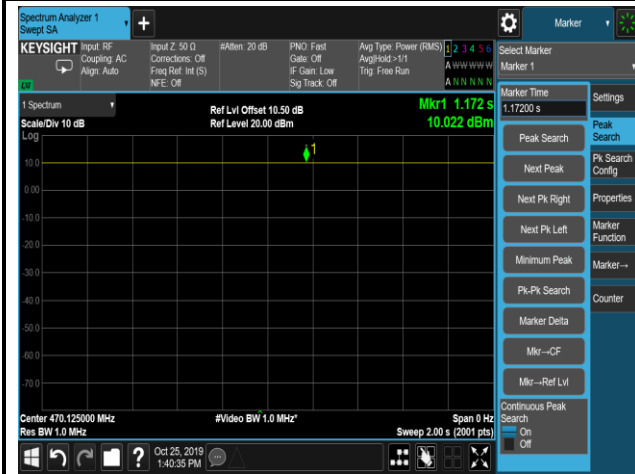 Spectrum Analyzer 1
Swept SA
+
Marker
KEYSIGHT
Input: RF
Coupling: AC
Align: Auto
Input Z: 50 Ω
Corrections: Off
Freq Ref: Int (S)
NFE: Off
#Atten: 20 dB
PNO: Fast
Gate: Off
IF Gain: Low
Sig Track: Off
Avg Type: Power (RMS)
Avg|Hold:>1/1
Trig: Free Run
1 2 3 4 5 6
A W W W W W
A N N N N N
Select Marker
Marker 1
1 Spectrum
Scale/Div 10 dB
Ref Lvl Offset 10.50 dB
Ref Level 20.00 dBm
Mkr1 1.172 s
10.022 dBm
Log
1
10.0
0.00
-10.0
-20.0
-30.0
-40.0
-50.0
-60.0
-70.0
Center 470.125000 MHz
#Video BW 1.0 MHz*
Span 0 Hz
Res BW 1.0 MHz
Sweep 2.00 s (2001 pts)
Marker Time
1.17200 s
Peak Search
Next Peak
Next Pk Right
Next Pk Left
Minimum Peak
Pk-Pk Search
Marker Delta
Mkr→CF
Mkr→Ref Lvl
Continuous Peak
Search
On
Off
Settings
Peak
Search
Pk Search
Config
Properties
Marker
Function
Marker→
Counter
?
Oct 25, 2019
1:40:35 PM